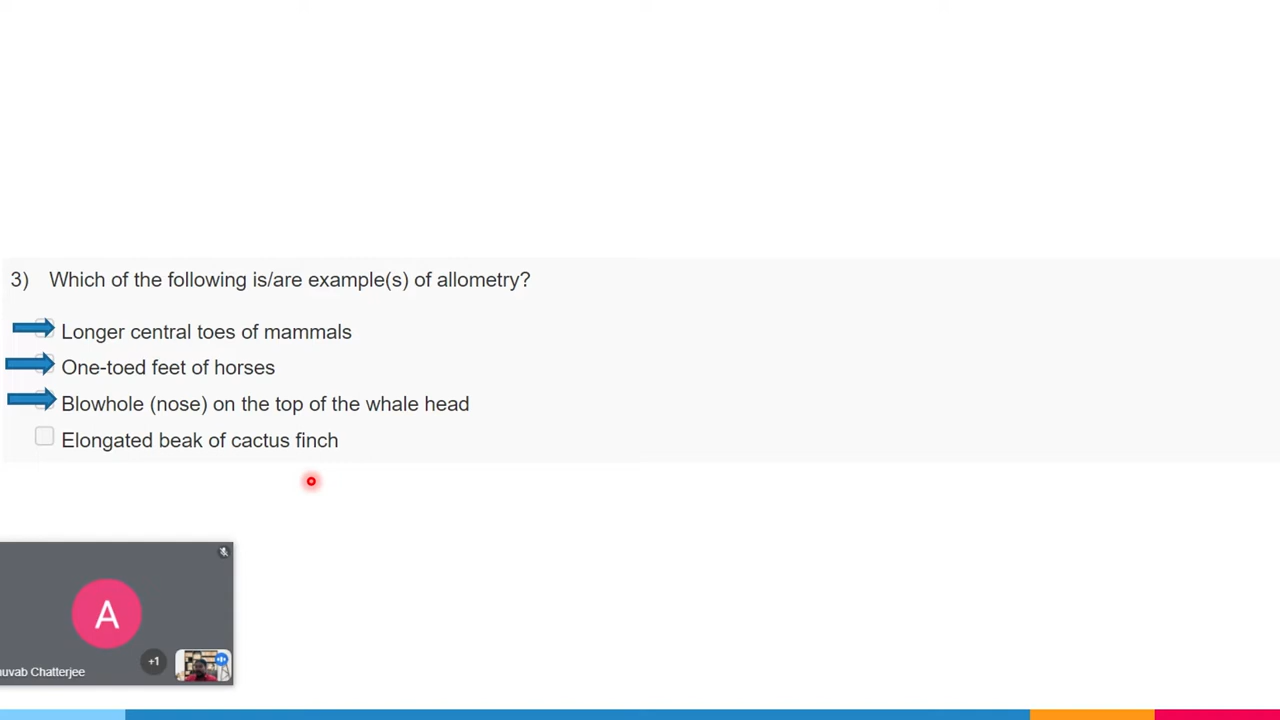 3) Which of the following is/are example(s) of allometry?
Longer central toes of mammals
One-toed feet of horses
Blowhole (nose) on the top of the whale head
Elongated beak of cactus finch
A
+1
Chatterjee